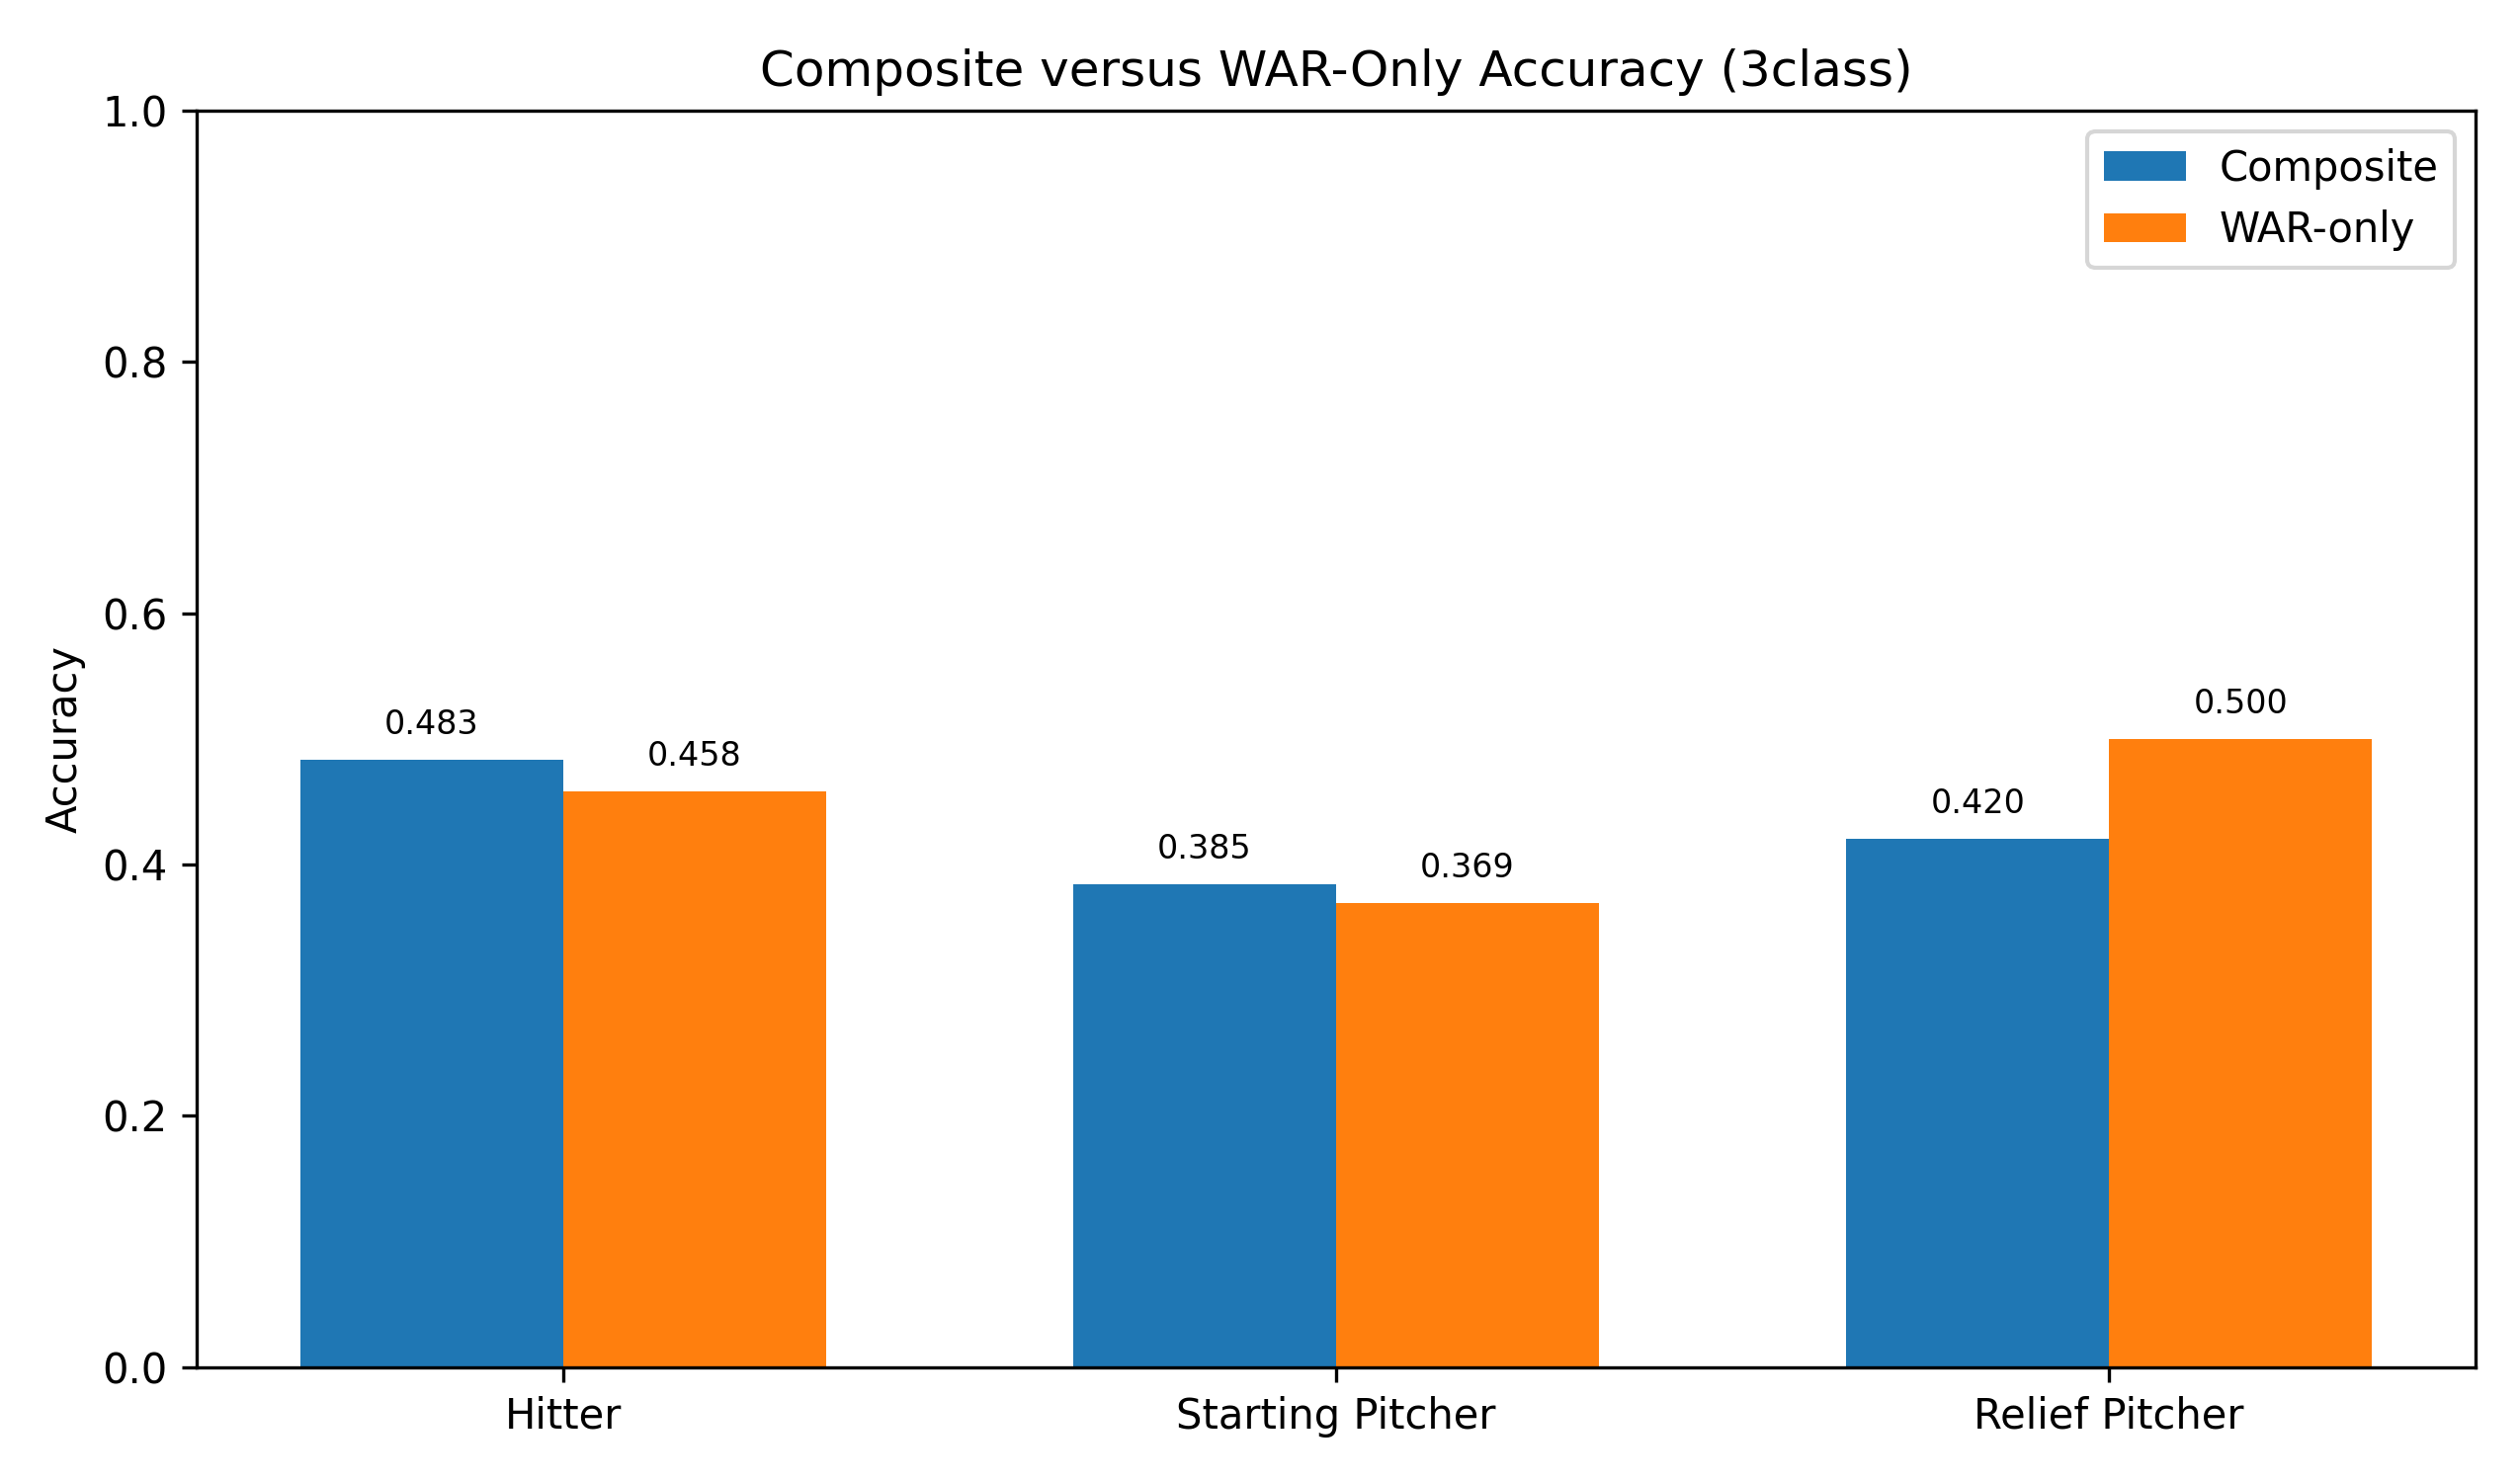 Composite versus WAR-Only Accuracy (3class)
Composite
WAR-only
Accuracy
1.0
0.8
0.6
0.4
0.2
0.0
0.483
0.458
0.385
0.369
0.420
0.500
Hitter
Starting Pitcher
Relief Pitcher